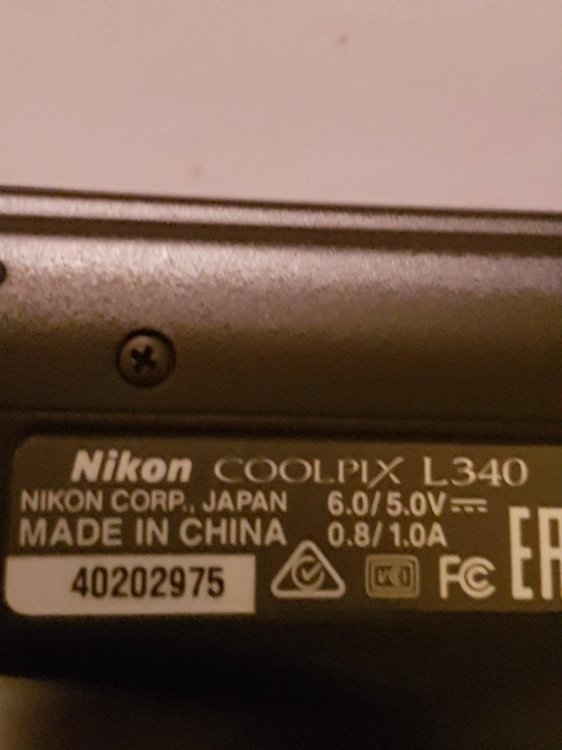 Nikon COOLPIX L340
NIKON CORP., JAPAN 6.0/5.0V
MADE IN CHINA 0.8/1.0A
40202975 FC